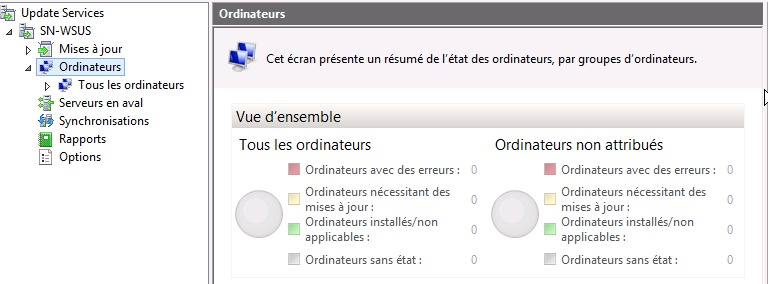 Update Services
SN-WSUS
Mises à jour
Ordinateurs
Tous les ordinateurs
Serveurs en aval
Synchronisations
Rapports
Options
Ordinateurs
Cet écran présente un résumé de l'état des ordinateurs, par groupes d'ordinateurs.
Vue d'ensemble
Tous les ordinateurs
Ordinateurs avec des erreurs : 0
Ordinateurs nécessitant des
mises à jour : 0
Ordinateurs installés/non
applicables : 0
Ordinateurs sans état : 0
Ordinateurs non attribués
Ordinateurs avec des erreurs : 0
Ordinateurs nécessitant des
mises à jour : 0
Ordinateurs installés/non
applicables : 0
Ordinateurs sans état : 0